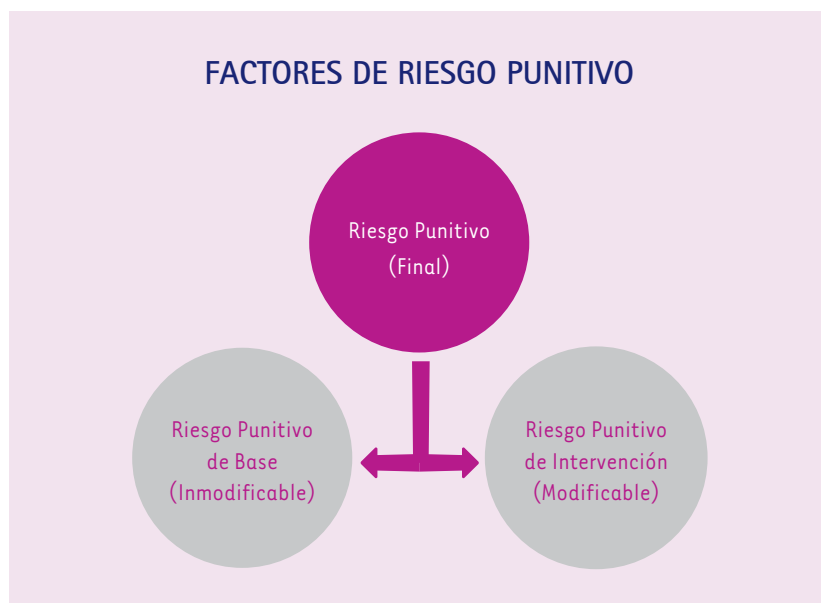 FACTORES DE RIESGO PUNITIVO
Riesgo Punitivo
(Final)
Riesgo Punitivo
de Base
(Inmodificable)
Riesgo Punitivo
de Intervención
(Modificable)